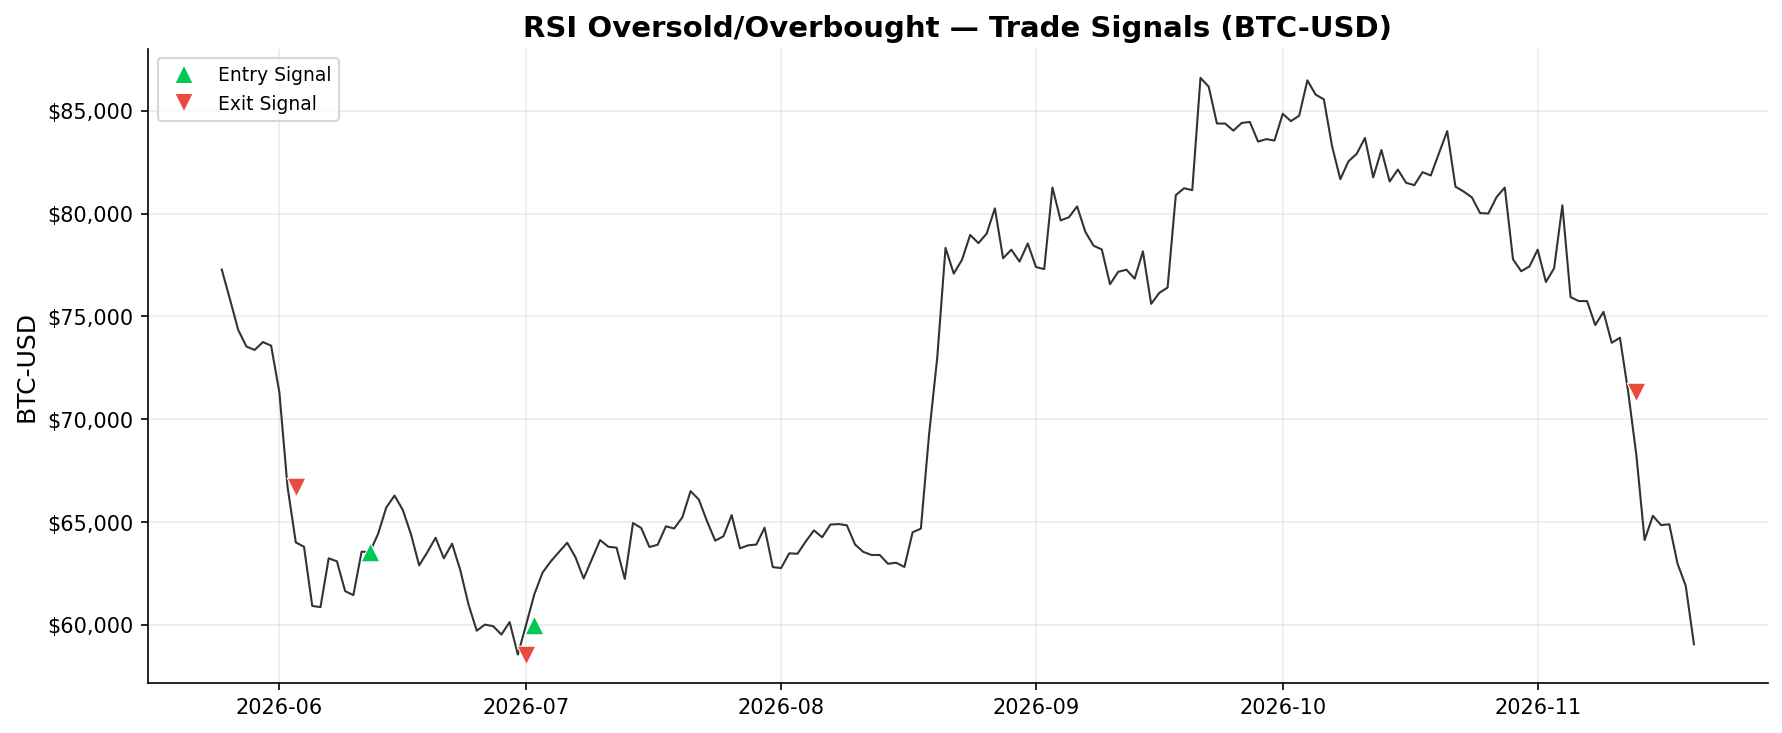 RSI Oversold/Overbought — Trade Signals (BTC-USD)
Entry Signal
Exit Signal
$85,000
$80,000
$75,000
$70,000
$65,000
$60,000
BTC-USD
2026-06 2026-07 2026-08 2026-09 2026-10 2026-11